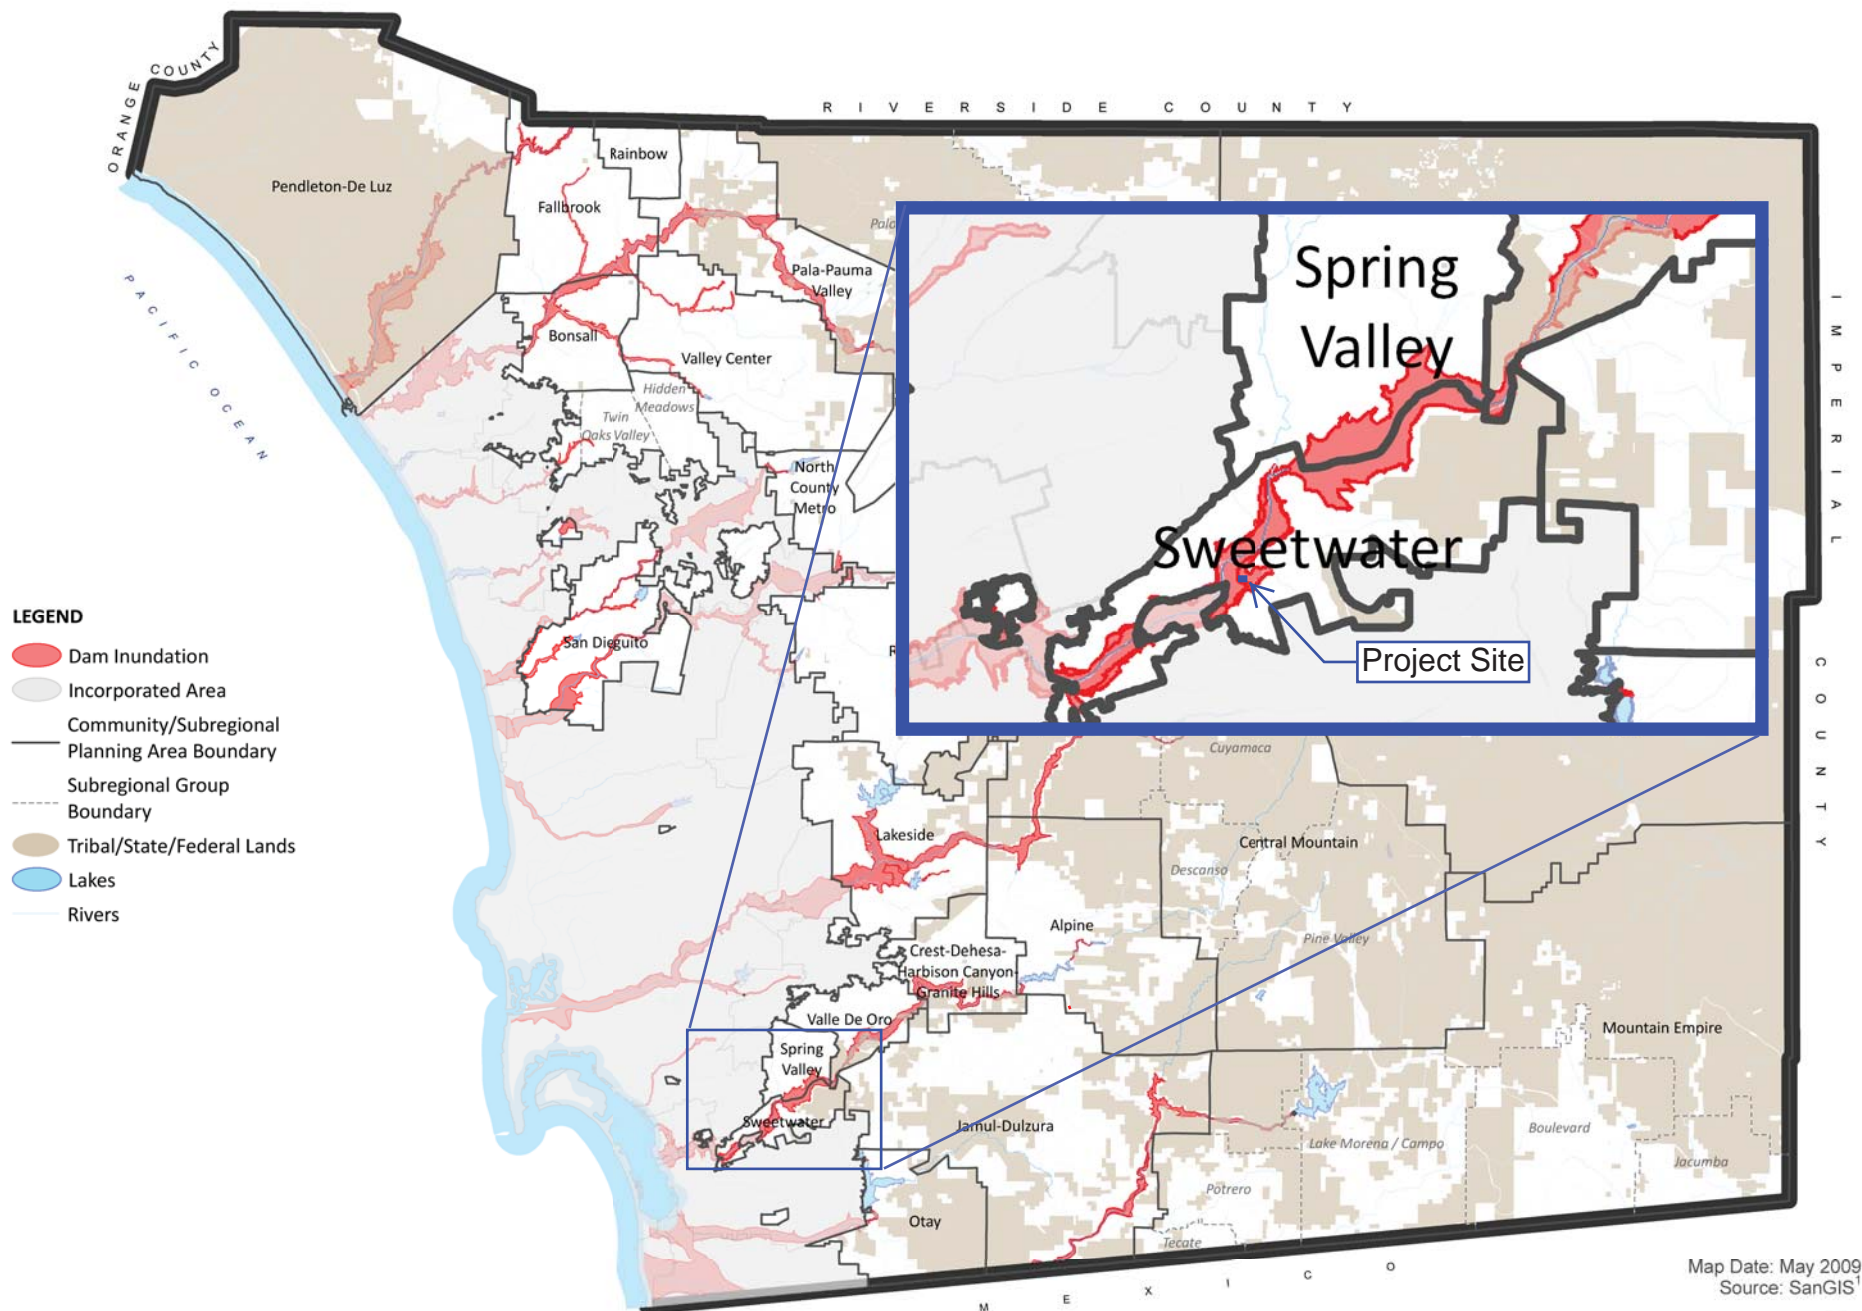 ORANGE COUNTY
RIVERSIDE COUNTY
IMPERIAL COUNTY
MEXICO
PACIFIC OCEAN
Pendleton-De Luz
Rainbow
Fallbrook
Pala-Pauma
Valley
Bonsall
Valley Center
Hidden
Meadows
Twin
Oaks Valley
North
County
Metro
San Dieguito
R
Spring
Valley
Sweetwater
Project Site
LEGEND
Dam Inundation
Incorporated Area
Community/Subregional
Planning Area Boundary
Subregional Group
Boundary
Tribal/State/Federal Lands
Lakes
Rivers
Cuyamaca
Lakeside
Central Mountain
Descanso
Alpine
Pine Valley
Crest-Dehesa-
Harbison Canyon-
Granite Hills
Valle De Oro
Mountain Empire
Spring
Valley
Sweetwater
Jamul-Dulzura
Lake Morena / Campo
Boulevard
Jacumba
Potrero
Otay
Tecate
Map Date: May 2009
Source: SanGIS1